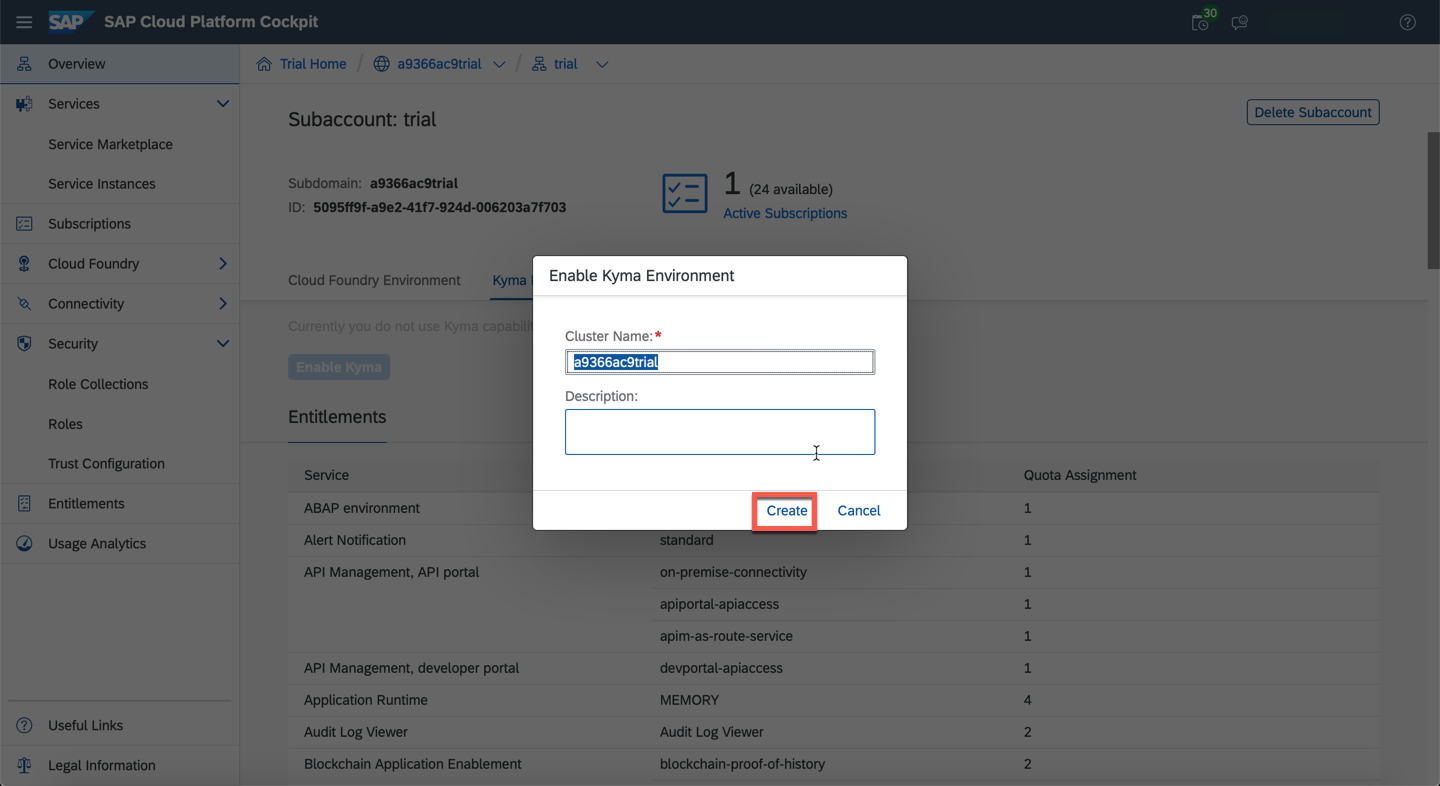 SAP SAP Cloud Platform Cockpit
30
Overview
Services
Service Marketplace
Service Instances
Subscriptions
Cloud Foundry
Connectivity
Security
Role Collections
Roles
Trust Configuration
Entitlements
Usage Analytics
Useful Links
Legal Information
Trial Home / a9366ac9trial / trial
Subaccount: trial
Delete Subaccount
Subdomain: a9366ac9trial
ID: 5095ff9f-a9e2-41f7-924d-006203a7f703
1 (24 available)
Active Subscriptions
Cloud Foundry Environment
Kyma
Currently you do not use Kyma
Enable Kyma
Enable Kyma Environment
Cluster Name:*
a9366ac9trial
Description:
Create
Cancel
Entitlements
Service Quota Assignment
ABAP environment 1
Alert Notification standard 1
API Management, API portal on-premise-connectivity 1
apiportal-apiaccess 1
apim-as-route-service 1
API Management, developer portal devportal-apiaccess 1
Application Runtime MEMORY 4
Audit Log Viewer Audit Log Viewer 2
Blockchain Application Enablement blockchain-proof-of-history 2